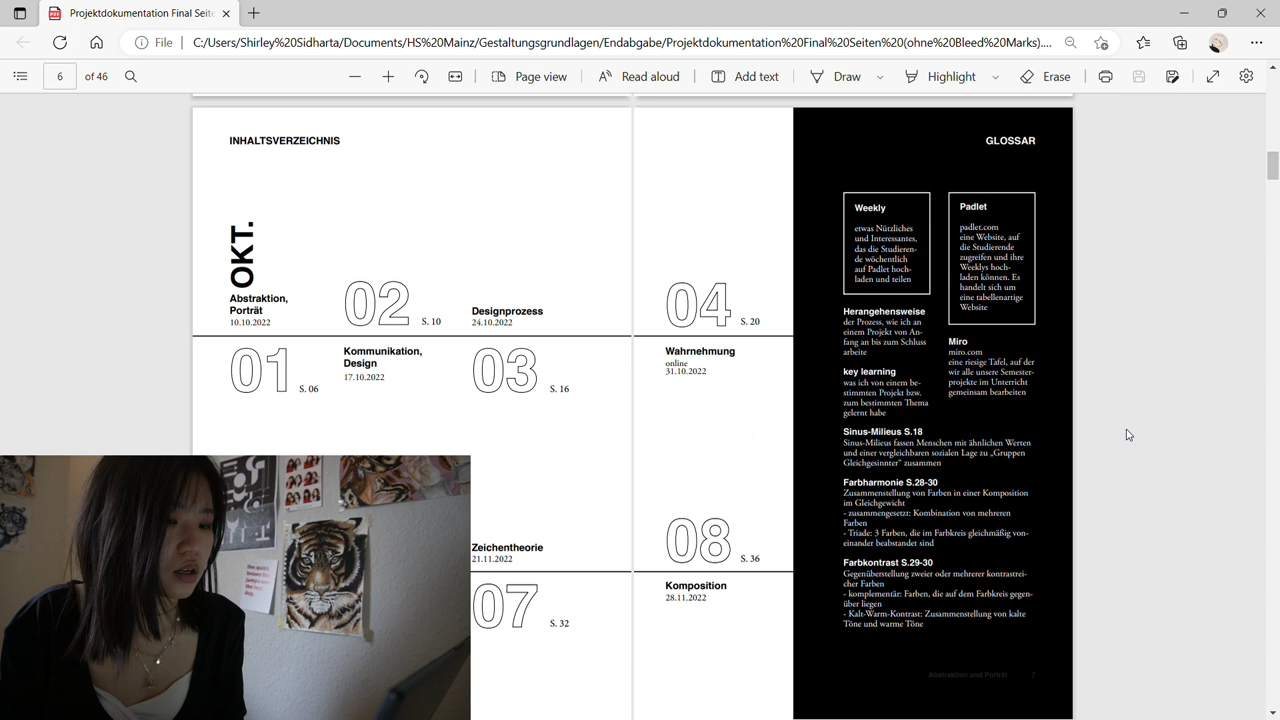 Projektdokumentation Final Seite
File
C:/Users/Shirley%20Sidharta/Documents/HS%20Mainz/Gestaltungsgrundlagen/Endabgabe/Projektdokumentation%20Final%20Seiten%20(ohne%20Bleed%20Marks)....
6 of 46
Page view
Read aloud
Add text
Draw
Highlight
Erase
INHALTSVERZEICHNIS
OKT.
Abstraktion,
Porträt
10.10.2022
01
S. 06
02
S. 10
Kommunikation,
Design
17.10.2022
Designprozess
24.10.2022
03
S. 16
04
S. 20
Wahrnehmung
online
31.10.2022
Zeichentheorie
21.11.2022
07
S. 32
08
S. 36
Komposition
28.11.2022
GLOSSAR
Weekly
etwas Nützliches
und Interessantes,
das die Studieren-
de wöchentlich
auf Padlet hoch-
laden und teilen
Padlet
padlet.com
eine Website, auf
die Studierende
zugreifen und ihre
Weeklys hoch-
laden können. Es
handelt sich um
eine tabellenartige
Website
Herangehensweise
der Prozess, wie ich an
einem Projekt von An-
fang an bis zum Schluss
arbeite
key learning
was ich von einem be-
stimmten Projekt bzw.
zum bestimmten Thema
gelernt habe
Miro
miro.com
eine riesige Tafel, auf der
wir alle unsere Semester-
projekte im Unterricht
gemeinsam bearbeiten
Sinus-Milieus S.18
Sinus-Milieus fassen Menschen mit ähnlichen Werten
und einer vergleichbaren sozialen Lage zu „Gruppen
Gleichgesinnter“ zusammen
Farbharmonie S.28-30
Zusammenstellung von Farben in einer Komposition
im Gleichgewicht
- zusammengesetzt: Kombination von mehreren
Farben
- Triade: 3 Farben, die im Farbkreis gleichmäßig von-
einander beabstandet sind
Farbkontrast S.29-30
Gegenüberstellung zweier oder mehrerer kontrastrei-
cher Farben
- komplementär: Farben, die auf dem Farbkreis gegen-
über liegen
- Kalt-Warm-Kontrast: Zusammenstellung von kalte
Töne und warme Töne
Abstraktion und Porträt 7